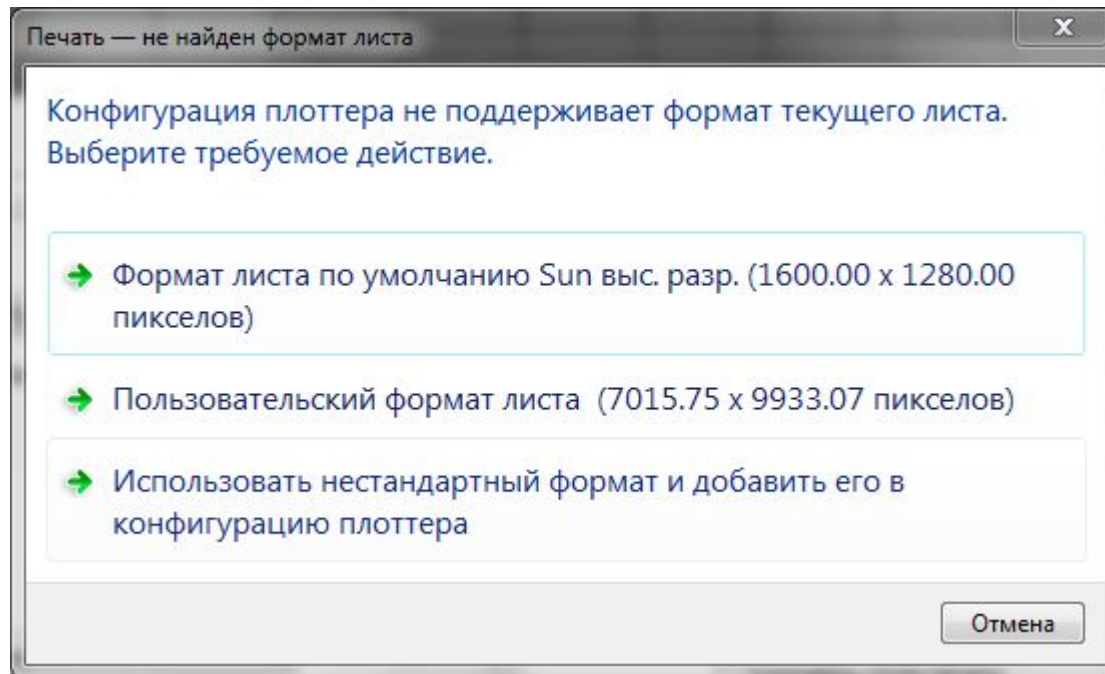 Печать — не найден формат листа
Конфигурация плоттера не поддерживает формат текущего листа.
Выберите требуемое действие.
Формат листа по умолчанию Sun выс. разр. (1600.00 x 1280.00
пикселов)
Пользовательский формат листа  (7015.75 x 9933.07 пикселов)
Использовать нестандартный формат и добавить его в
конфигурацию плоттера
Отмена